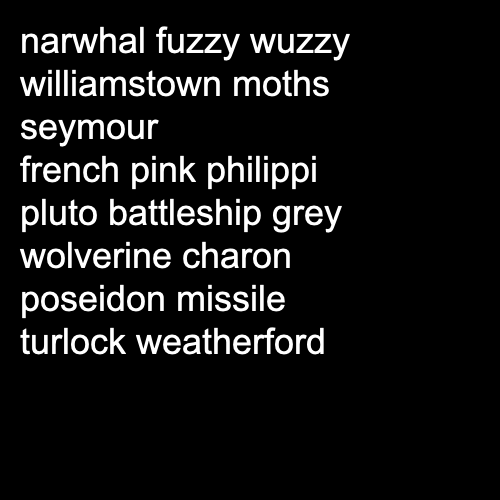 narwhal fuzzy wuzzy
williamstown moths
seymour
french pink philippi
pluto battleship grey
wolverine charon
poseidon missile
turlock weatherford